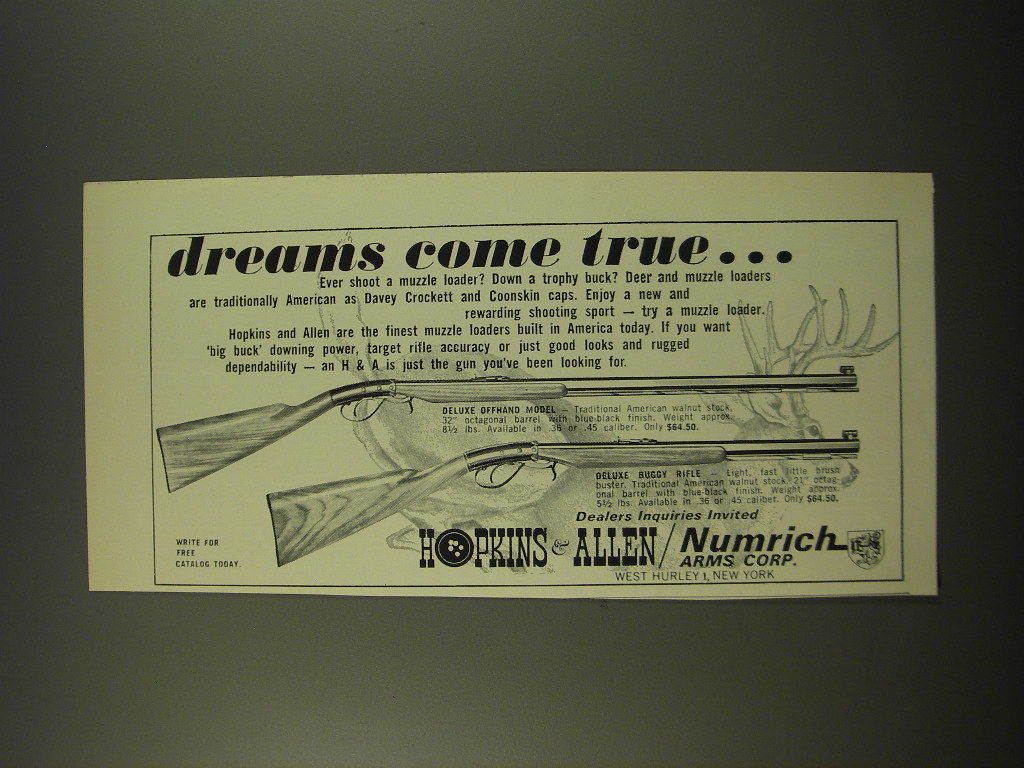 dreams come true...
Ever shoot a muzzle loader? Down a trophy buck? Deer and muzzle loaders
are traditionally American as Davey Crockett and Coonskin caps. Enjoy a new and
rewarding shooting sport — try a muzzle loader.
Hopkins and Allen are the finest muzzle loaders built in America today. If you want
'big buck' downing power, target rifle accuracy or just good looks and rugged
dependability — an H & A is just the gun you've been looking for.
DELUXE OFFHAND MODEL — Traditional American walnut stock.
32" octagonal barrel with blue-black finish. Weight approx.
8½ lbs. Available in .36 or .45 caliber. Only $64.50.
DELUXE BUGGY RIFLE — Light, fast little brush
buster. Traditional American walnut stock. 21" octag-
onal barrel with blue-black finish. Weight approx.
5½ lbs. Available in .36 or .45 caliber. Only $64.50.
Dealers Inquiries Invited
WRITE FOR
FREE
CATALOG TODAY.
HOPKINS & ALLEN / Numrich
ARMS CORP.
WEST HURLEY 1, NEW YORK